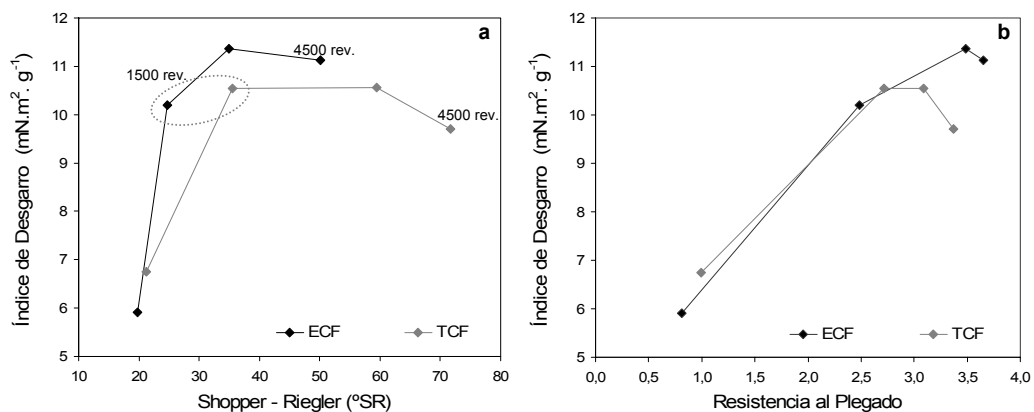 Índice de Desgarro (mN.m². g⁻¹)
12
11
10
9
8
7
6
5
a
4500 rev.
1500 rev.
4500 rev.
ECF
TCF
10
20
30
40
50
60
70
80
Shopper - Riegler (ºSR)
Índice de Desgarro (mN.m². g⁻¹)
12
11
10
9
8
7
6
5
b
ECF
TCF
0,0
0,5
1,0
1,5
2,0
2,5
3,0
3,5
4,0
Resistencia al Plegado